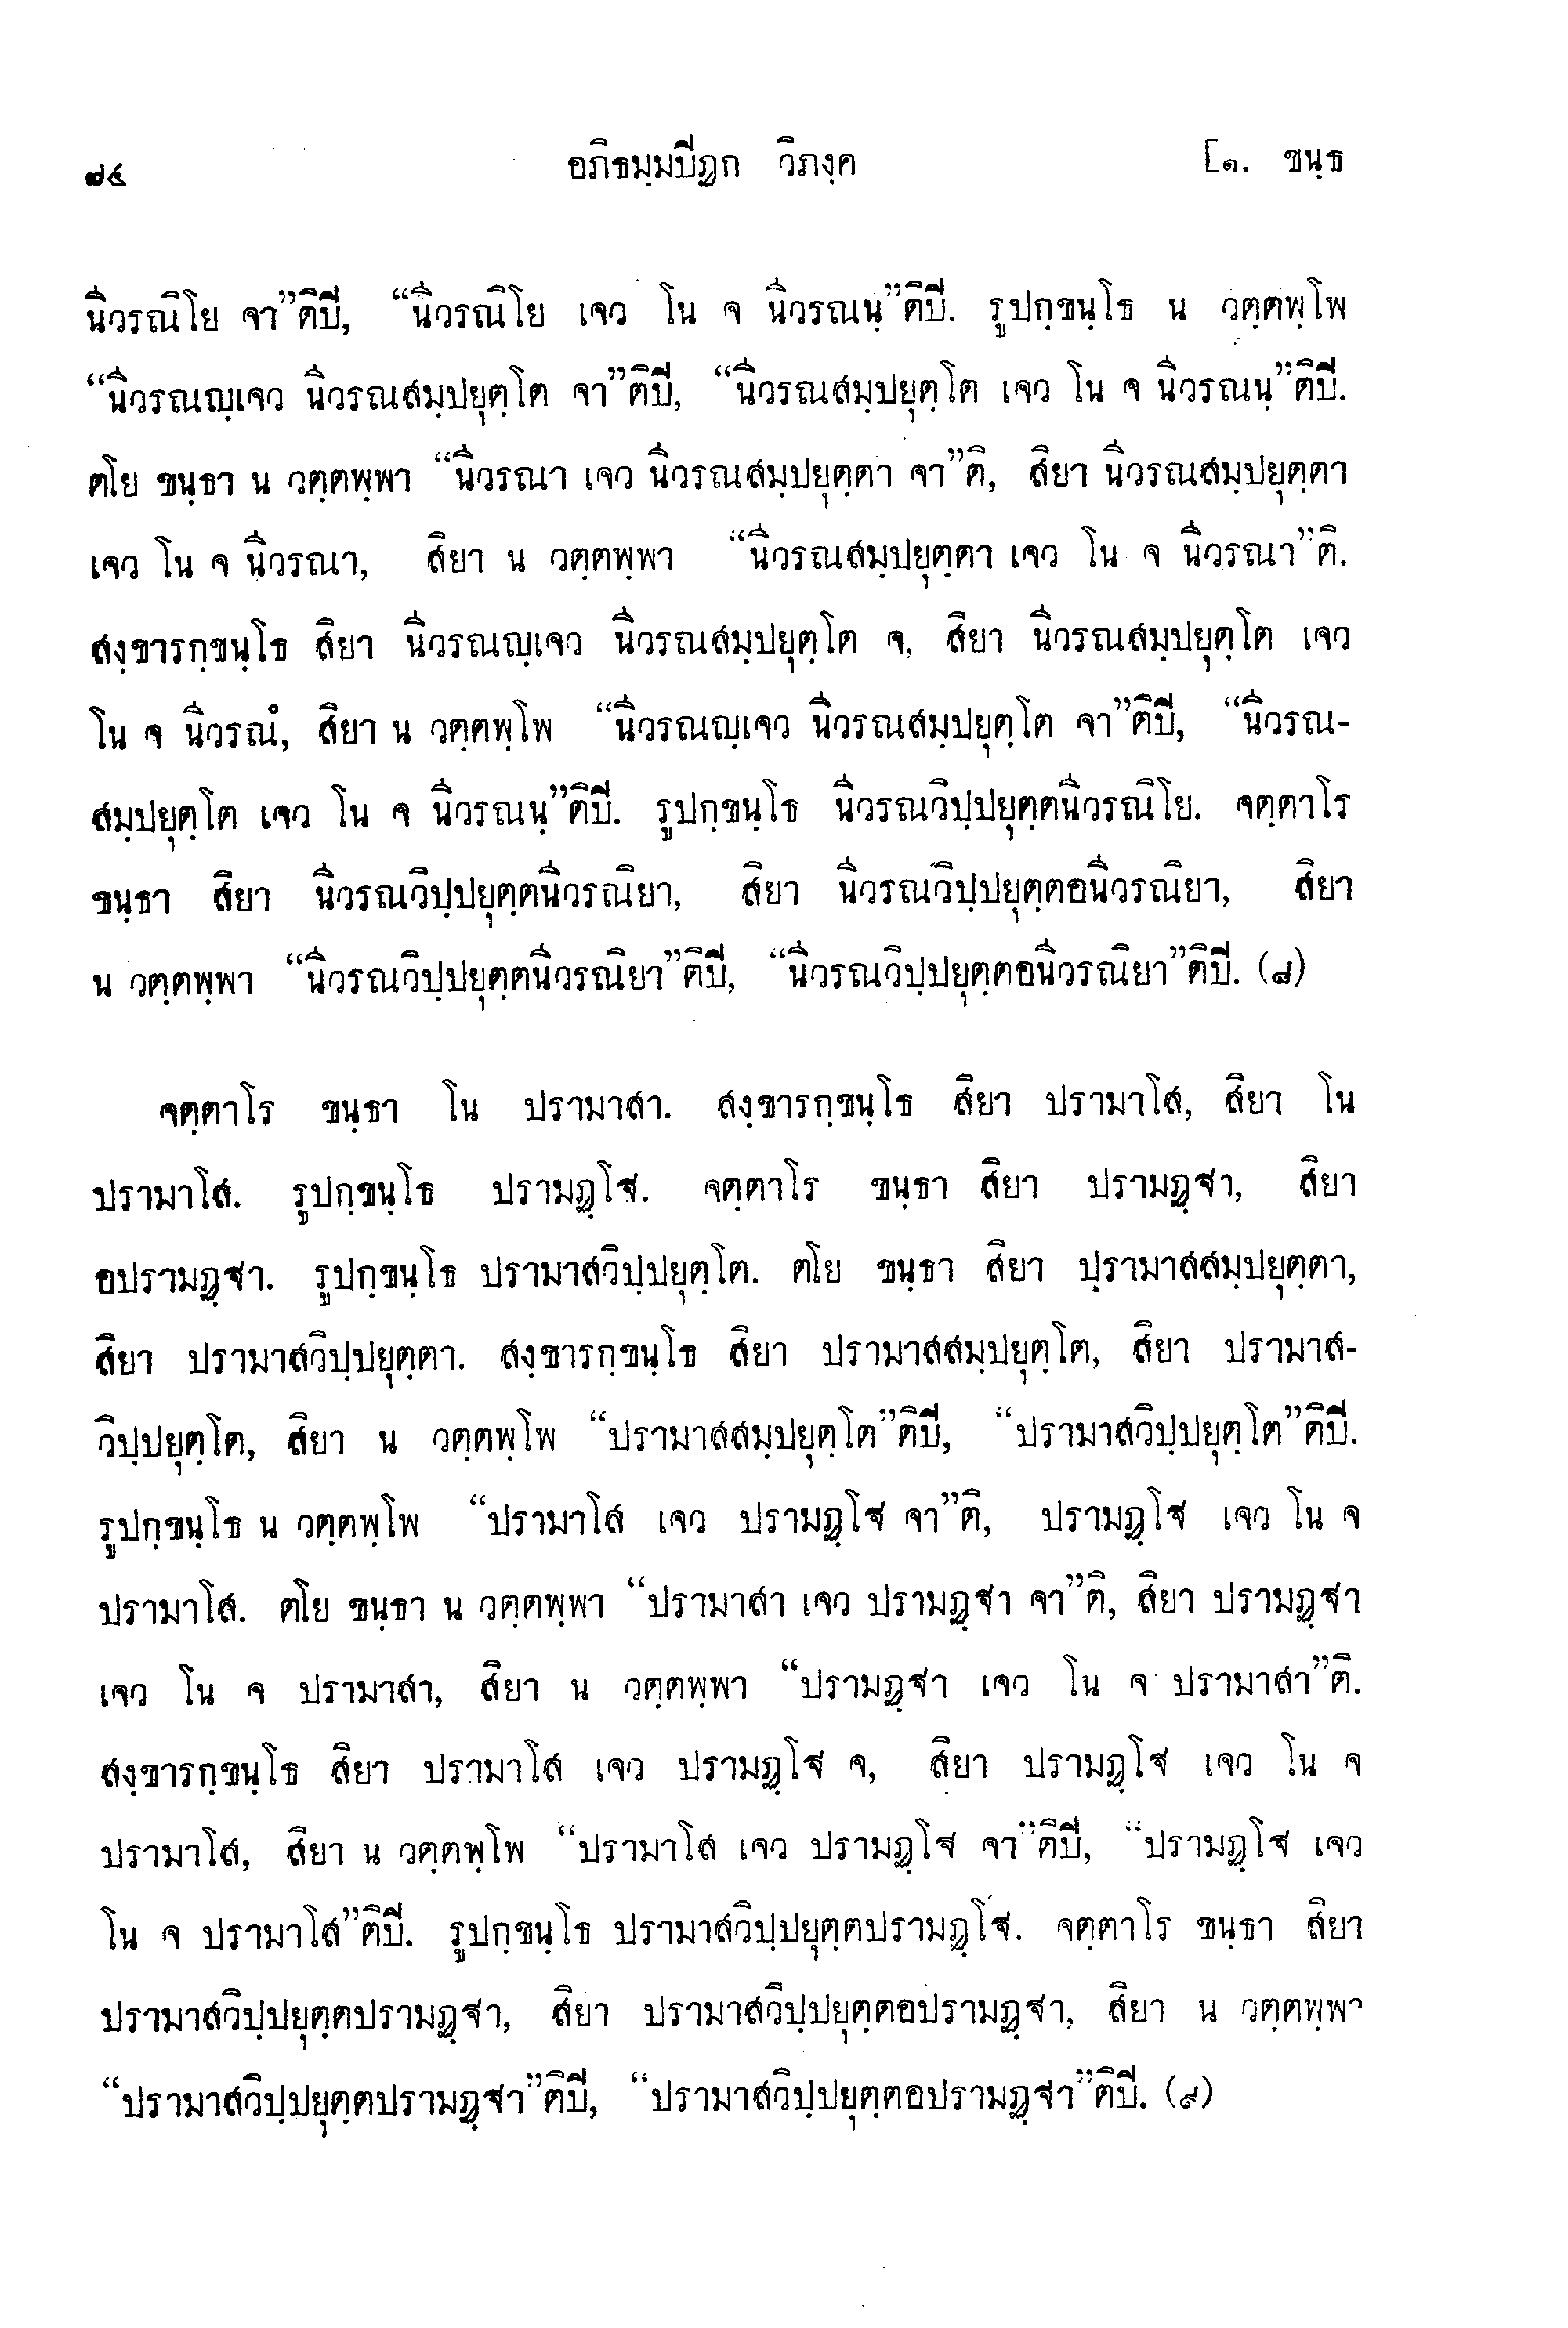 ๗๔ อภิธมฺมปีฏก วิภงฺค [๑. ขนฺธ
นีวรณิโย จา”ติปิ, “นีวรณิโย เจว โน จ นีวรณนฺ”ติปิ. รูปกฺขนฺโธ น วตฺตพฺโพ
“นีวรณญฺเจว นีวรณสมฺปยุตฺโต จา”ติปิ, “นีวรณสมฺปยุตฺโต เจว โน จ นีวรณนฺ”ติปิ.
ตโย ขนฺธา น วตฺตพฺพา “นีวรณา เจว นีวรณสมฺปยุตฺตา จา”ติ, สิยา นีวรณสมฺปยุตฺตา
เจว โน จ นีวรณา, สิยา น วตฺตพฺพา “นีวรณสมฺปยุตฺตา เจว โน จ นีวรณา”ติ.
สงฺขารกฺขนฺโธ สิยา นีวรณญฺเจว นีวรณสมฺปยุตฺโต จ, สิยา นีวรณสมฺปยุตฺโต เจว
โน จ นีวรณํ, สิยา น วตฺตพฺโพ “นีวรณญฺเจว นีวรณสมฺปยุตฺโต จา”ติปิ, “นีวรณ-
สมฺปยุตฺโต เจว โน จ นีวรณนฺ”ติปิ. รูปกฺขนฺโธ นีวรณวิปฺปยุตฺตนีวรณิโย. จตฺตาโร
ขนฺธา สิยา นีวรณวิปฺปยุตฺตนีวรณิยา, สิยา นีวรณวิปฺปยุตฺตอนีวรณิยา, สิยา
น วตฺตพฺพา “นีวรณวิปฺปยุตฺตนีวรณิยา”ติปิ, “นีวรณวิปฺปยุตฺตอนีวรณิยา”ติปิ. (๘)
จตฺตาโร ขนฺธา โน ปรามาสา. สงฺขารกฺขนฺโธ สิยา ปรามาโส, สิยา โน
ปรามาโส. รูปกฺขนฺโธ ปรามฏฺโฐ. จตฺตาโร ขนฺธา สิยา ปรามฏฺฐา, สิยา
อปรามฏฺฐา. รูปกฺขนฺโธ ปรามาสวิปฺปยุตฺโต. ตโย ขนฺธา สิยา ปรามาสสมฺปยุตฺตา,
สิยา ปรามาสวิปฺปยุตฺตา. สงฺขารกฺขนฺโธ สิยา ปรามาสสมฺปยุตฺโต, สิยา ปรามาส-
วิปฺปยุตฺโต, สิยา น วตฺตพฺโพ “ปรามาสสมฺปยุตฺโต”ติปิ, “ปรามาสวิปฺปยุตฺโต”ติปิ.
รูปกฺขนฺโธ น วตฺตพฺโพ “ปรามาโส เจว ปรามฏฺโฐ จา”ติ, ปรามฏฺโฐ เจว โน จ
ปรามาโส. ตโย ขนฺธา น วตฺตพฺพา “ปรามาสา เจว ปรามฏฺฐา จา”ติ, สิยา ปรามฏฺฐา
เจว โน จ ปรามาสา, สิยา น วตฺตพฺพา “ปรามฏฺฐา เจว โน จ ปรามาสา”ติ.
สงฺขารกฺขนฺโธ สิยา ปรามาโส เจว ปรามฏฺโฐ จ, สิยา ปรามฏฺโฐ เจว โน จ
ปรามาโส, สิยา น วตฺตพฺโพ “ปรามาโส เจว ปรามฏฺโฐ จา”ติปิ, “ปรามฏฺโฐ เจว
โน จ ปรามาโส”ติปิ. รูปกฺขนฺโธ ปรามาสวิปฺปยุตฺตปรามฏฺโฐ. จตฺตาโร ขนฺธา สิยา
ปรามาสวิปฺปยุตฺตปรามฏฺฐา, สิยา ปรามาสวิปฺปยุตฺตอปรามฏฺฐา, สิยา น วตฺตพฺพา
“ปรามาสวิปฺปยุตฺตปรามฏฺฐา”ติปิ, “ปรามาสวิปฺปยุตฺตอปรามฏฺฐา”ติปิ. (๙)